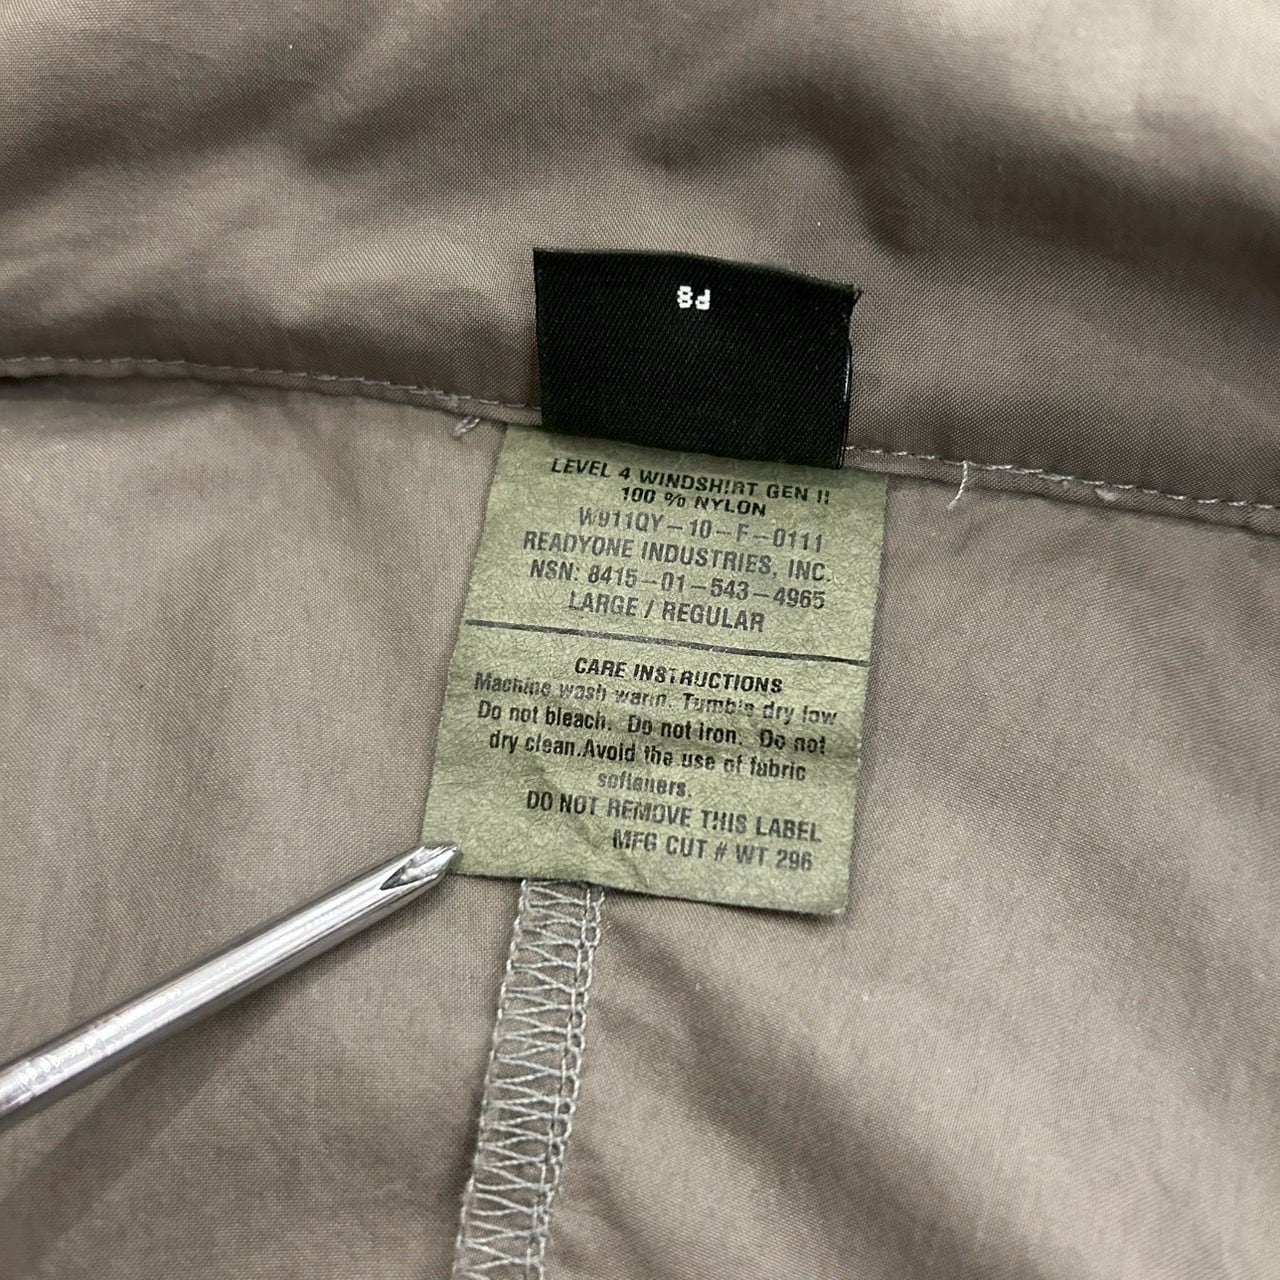 P8
LEVEL 4 WINDSHIRT GEN II
100 % NYLON
W911QY-10-F-0111
READYONE INDUSTRIES, INC.
NSN: 8415-01-543-4965
LARGE / REGULAR
CARE INSTRUCTIONS
Machine wash warm. Tumble dry low
Do not bleach. Do not iron. Do not
dry clean.Avoid the use of fabric
softeners.
DO NOT REMOVE THIS LABEL
MFG CUT # WT 296